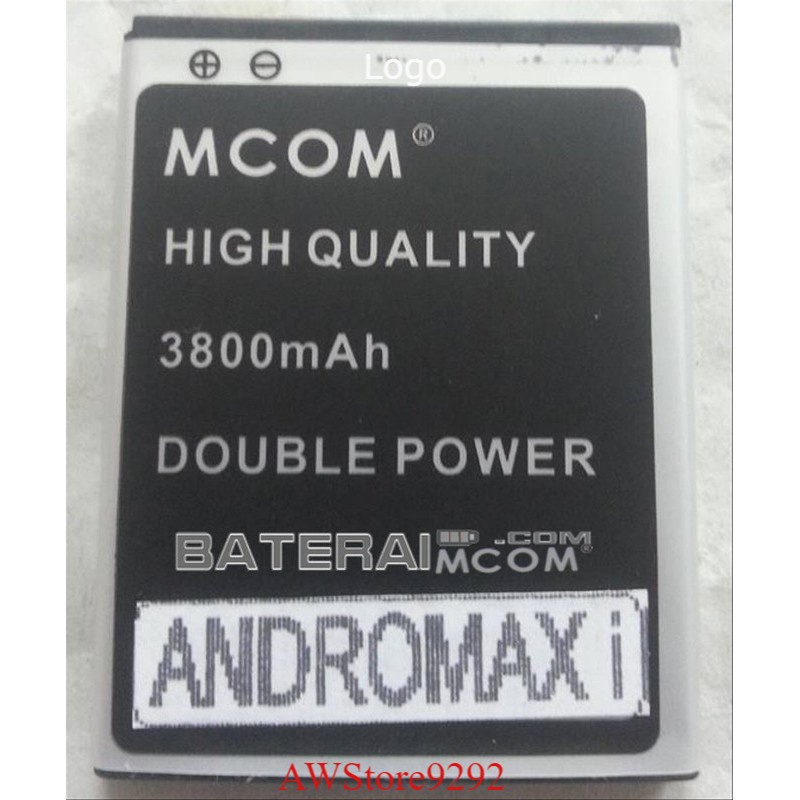 ⊕ ⊖
Logo
MCOM®
HIGH QUALITY
3800mAh
DOUBLE POWER
BATERAI MCOM® .COM
ANDROMAX i
AWStore9292